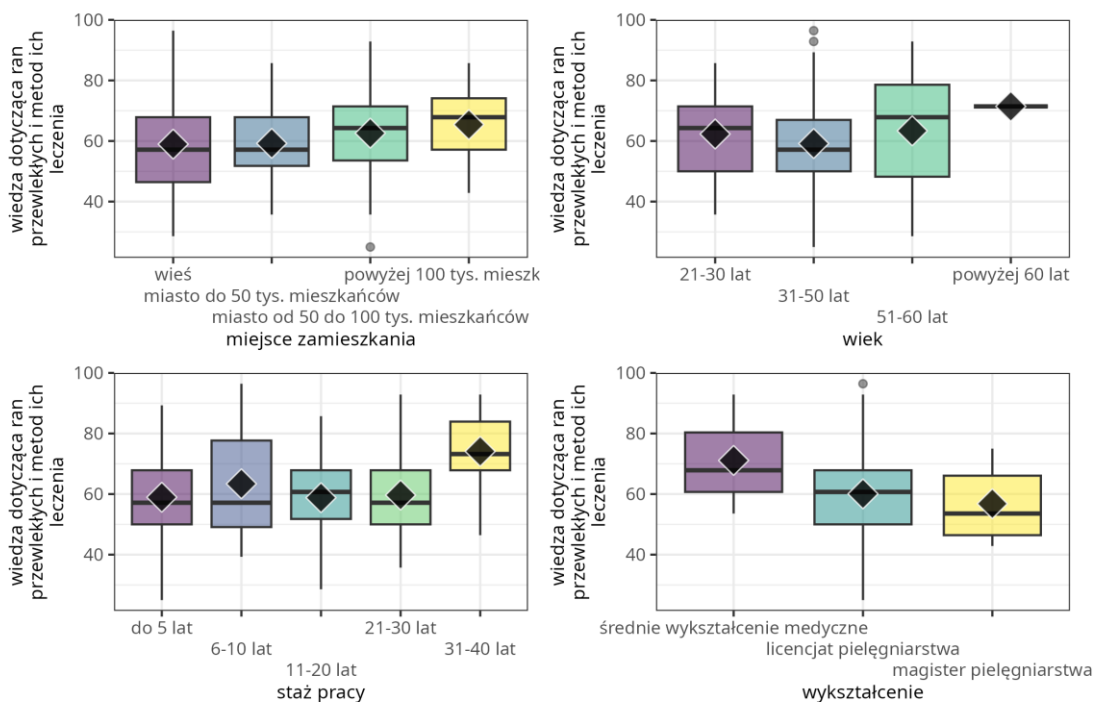 wiedza dotycząca ran
przewlekłych i metod ich
leczenia
100
80
60
40
wieś
powyżej 100 tys. mieszk
miasto do 50 tys. mieszkańców
miasto od 50 do 100 tys. mieszkańców
miejsce zamieszkania
wiedza dotycząca ran
przewlekłych i metod ich
leczenia
100
80
60
40
21-30 lat
powyżej 60 lat
31-50 lat
51-60 lat
wiek
wiedza dotycząca ran
przewlekłych i metod ich
leczenia
100
80
60
40
do 5 lat
21-30 lat
6-10 lat
31-40 lat
11-20 lat
staż pracy
wiedza dotycząca ran
przewlekłych i metod ich
leczenia
100
80
60
40
średnie wykształcenie medyczne
licencjat pielęgniarstwa
magister pielęgniarstwa
wykształcenie